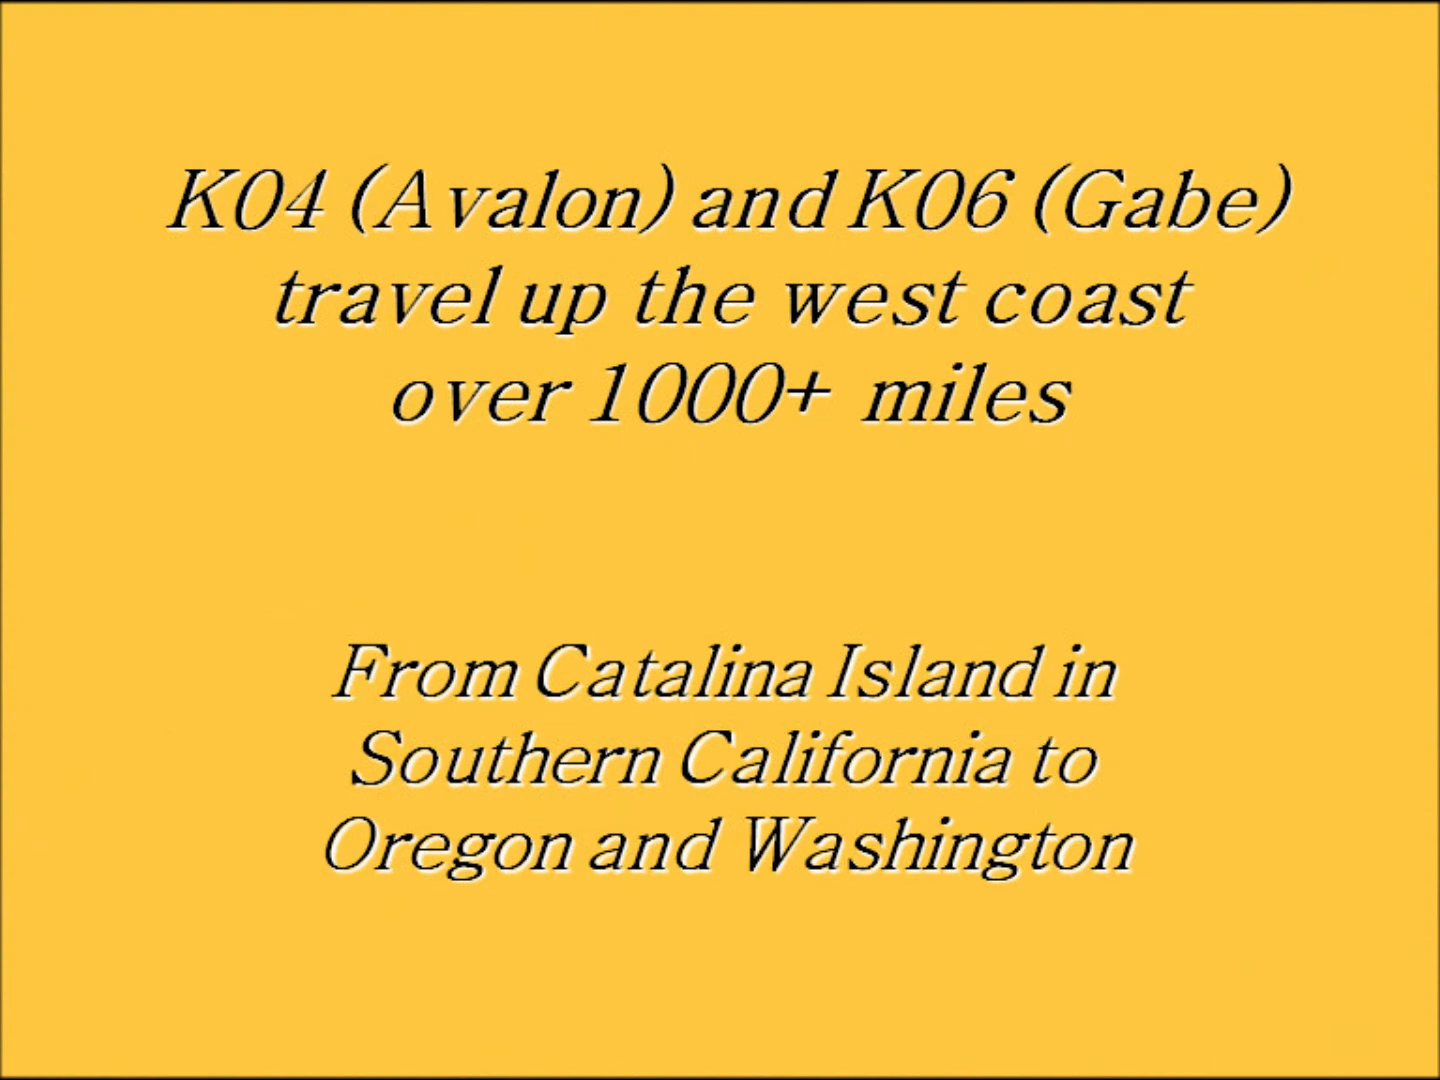 K04 (Avalon) and K06 (Gabe)
travel up the west coast
over 1000+ miles
From Catalina Island in
Southern California to
Oregon and Washington